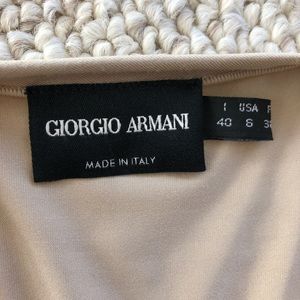 GIORGIO ARMANI
MADE IN ITALY
I USA F
40 6